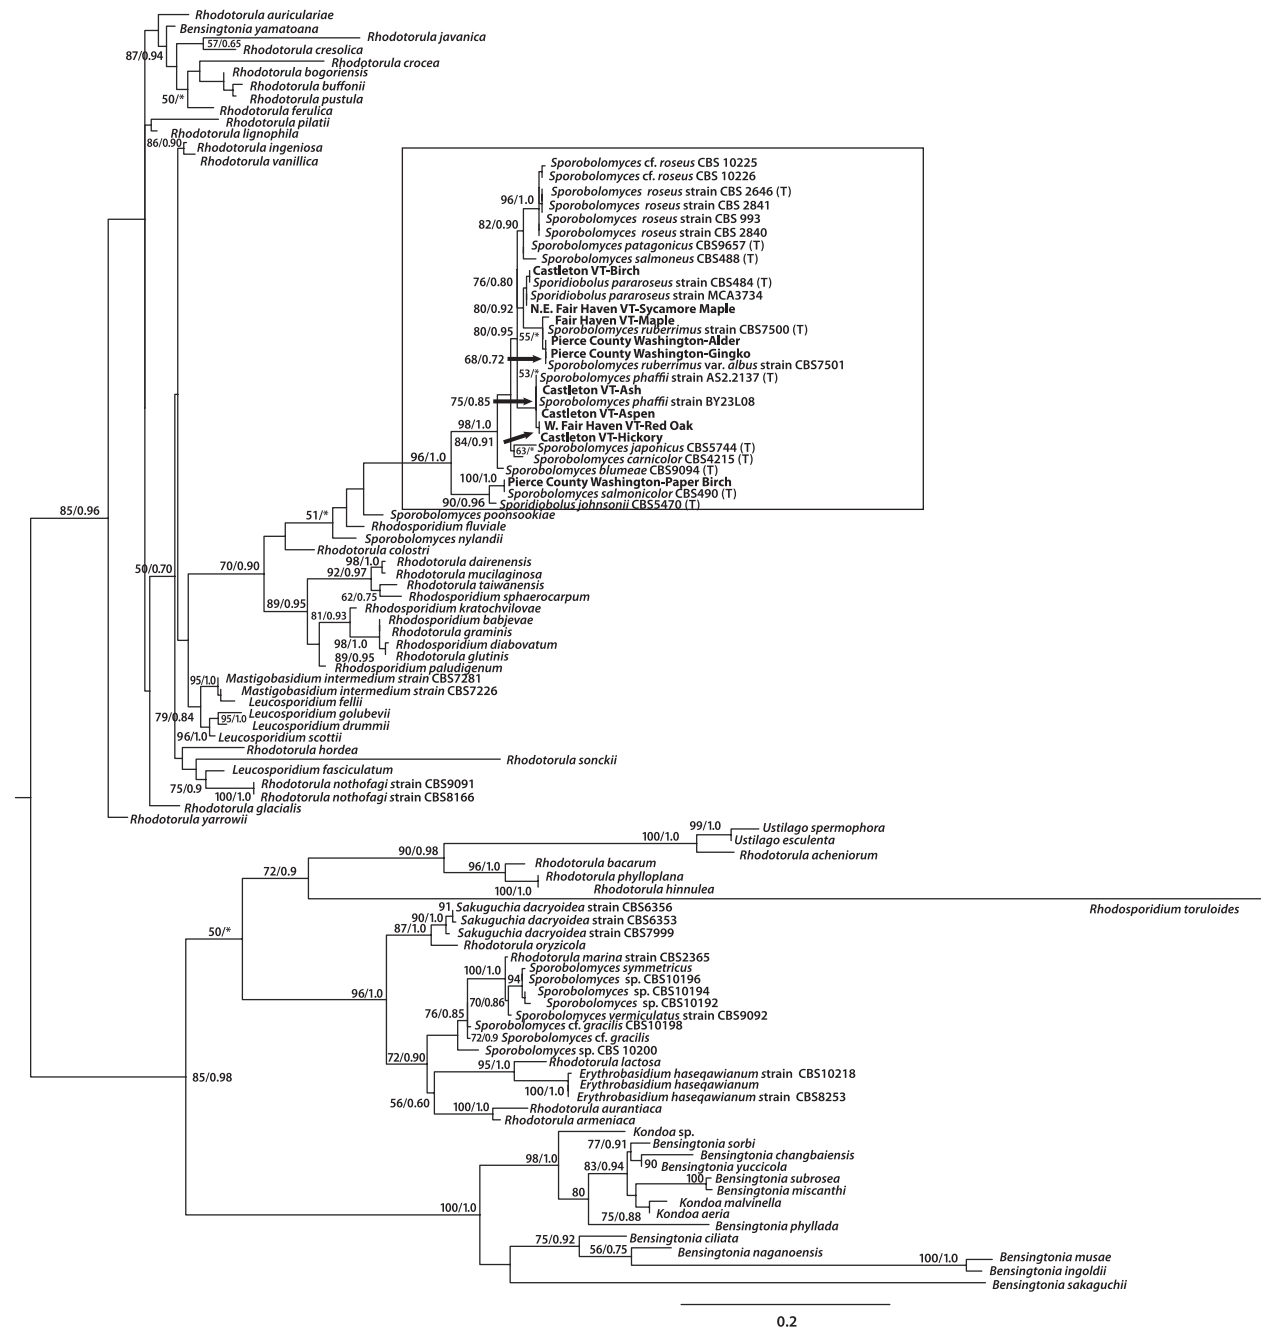 Rhodotorula auriculariae
Bensingtonia yamatoana
Rhodotorula javanica
57/0.65
Rhodotorula cresolica
87/0.94
Rhodotorula crocea
Rhodotorula bogoriensis
Rhodotorula buffonii
50/*
Rhodotorula pustula
Rhodotorula ferulica
Rhodotorula pilatii
Rhodotorula lignophila
86/0.90
Rhodotorula ingeniosa
Rhodotorula vanillica
Sporobolomyces cf. roseus CBS 10225
Sporobolomyces cf. roseus CBS 10226
Sporobolomyces roseus strain CBS 2646 (T)
96/1.0
Sporobolomyces roseus strain CBS 2841
Sporobolomyces roseus strain CBS 993
82/0.90
Sporobolomyces roseus strain CBS 2840
Sporobolomyces patagonicus CBS9657 (T)
Sporobolomyces salmoneus CBS488 (T)
Castleton VT-Birch
76/0.80
Sporidiobolus pararoseus strain CBS484 (T)
Sporidiobolus pararoseus strain MCA3734
80/0.92
N.E. Fair Haven VT-Sycamore Maple
Fair Haven VT-Maple
80/0.95
Sporobolomyces ruberrimus strain CBS7500 (T)
55/*
Pierce County Washington-Alder
Pierce County Washington-Gingko
68/0.72
Sporobolomyces ruberrimus var. albus strain CBS7501
53/*
Sporobolomyces phaffii strain AS2.2137 (T)
Castleton VT-Ash
75/0.85
Sporobolomyces phaffii strain BY23L08
Castleton VT-Aspen
98/1.0
W. Fair Haven VT-Red Oak
84/0.91
Castleton VT-Hickory
63/*
Sporobolomyces japonicus CBS5744 (T)
96/1.0
Sporobolomyces carnicolor CBS4215 (T)
Sporobolomyces blumeae CBS9094 (T)
100/1.0
Pierce County Washington-Paper Birch
Sporobolomyces salmonicolor CBS490 (T)
90/0.96
Sporidiobolus johnsonii CBS5470 (T)
85/0.96
51/*
Sporobolomyces poonsookiae
Rhodosporidium fluviale
Sporobolomyces nylandii
Rhodotorula colostri
50/0.70
70/0.90
98/1.0
Rhodotorula dairenensis
92/0.97
Rhodotorula mucilaginosa
Rhodotorula taiwanensis
62/0.75
Rhodosporidium sphaerocarpum
89/0.95
Rhodosporidium kratochvilovae
81/0.93
Rhodosporidium babjevae
Rhodotorula graminis
98/1.0
Rhodosporidium diabovatum
89/0.95
Rhodotorula glutinis
Rhodosporidium paludigenum
95/1.0
Mastigobasidium intermedium strain CBS7281
Mastigobasidium intermedium strain CBS7226
Leucosporidium fellii
79/0.84
Leucosporidium golubevii
95/1.0
Leucosporidium drummii
96/1.0
Leucosporidium scottii
Rhodotorula hordea
Rhodotorula sonckii
Leucosporidium fasciculatum
75/0.9
Rhodotorula nothofagi strain CBS9091
100/1.0
Rhodotorula nothofagi strain CBS8166
Rhodotorula glacialis
Rhodotorula yarrowii
99/1.0
Ustilago spermophora
100/1.0
Ustilago esculenta
90/0.98
Rhodotorula acheniorum
96/1.0
Rhodotorula bacarum
72/0.9
Rhodotorula phylloplana
100/1.0
Rhodotorula hinnulea
Rhodosporidium toruloides
91
Sakaguchia dacryoidea strain CBS6356
90/1.0
Sakaguchia dacryoidea strain CBS6353
50/*
87/1.0
Sakaguchia dacryoidea strain CBS7999
Rhodotorula oryzicola
Rhodotorula marina strain CBS2365
100/1.0
Sporobolomyces symmetricus
94
Sporobolomyces sp. CBS10196
96/1.0
Sporobolomyces sp. CBS10194
70/0.86
Sporobolomyces sp. CBS10192
76/0.85
Sporobolomyces vermiculatus strain CBS9092
Sporobolomyces cf. gracilis CBS10198
72/0.9
Sporobolomyces cf. gracilis
Sporobolomyces sp. CBS 10200
72/0.90
Rhodotorula lactosa
95/1.0
Erythrobasidium haseqawianum strain CBS10218
85/0.98
Erythrobasidium haseqawianum
100/1.0
Erythrobasidium haseqawianum strain CBS8253
56/0.60
100/1.0
Rhodotorula aurantiaca
Rhodotorula armeniaca
Kondoa sp.
77/0.91
Bensingtonia sorbi
98/1.0
Bensingtonia changbaiensis
83/0.94
90
Bensingtonia yuccicola
100
Bensingtonia subrosea
80
Bensingtonia miscanthi
Kondoa malvinella
100/1.0
75/0.88
Kondoa aeria
Bensingtonia phyllada
75/0.92
Bensingtonia ciliata
56/0.75
Bensingtonia naganoensis
100/1.0
Bensingtonia musae
Bensingtonia ingoldii
Bensingtonia sakaguchii
0.2